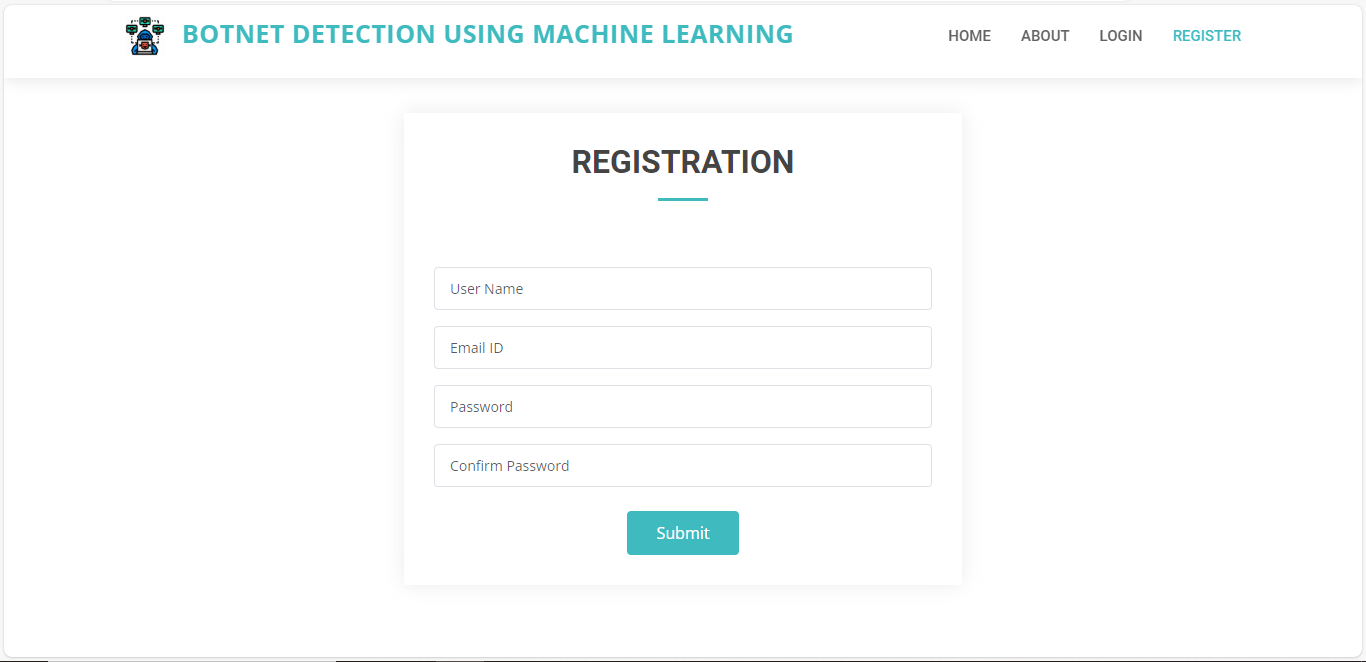 BOTNET DETECTION USING MACHINE LEARNING
HOME ABOUT LOGIN REGISTER
REGISTRATION
User Name
Email ID
Password
Confirm Password
Submit